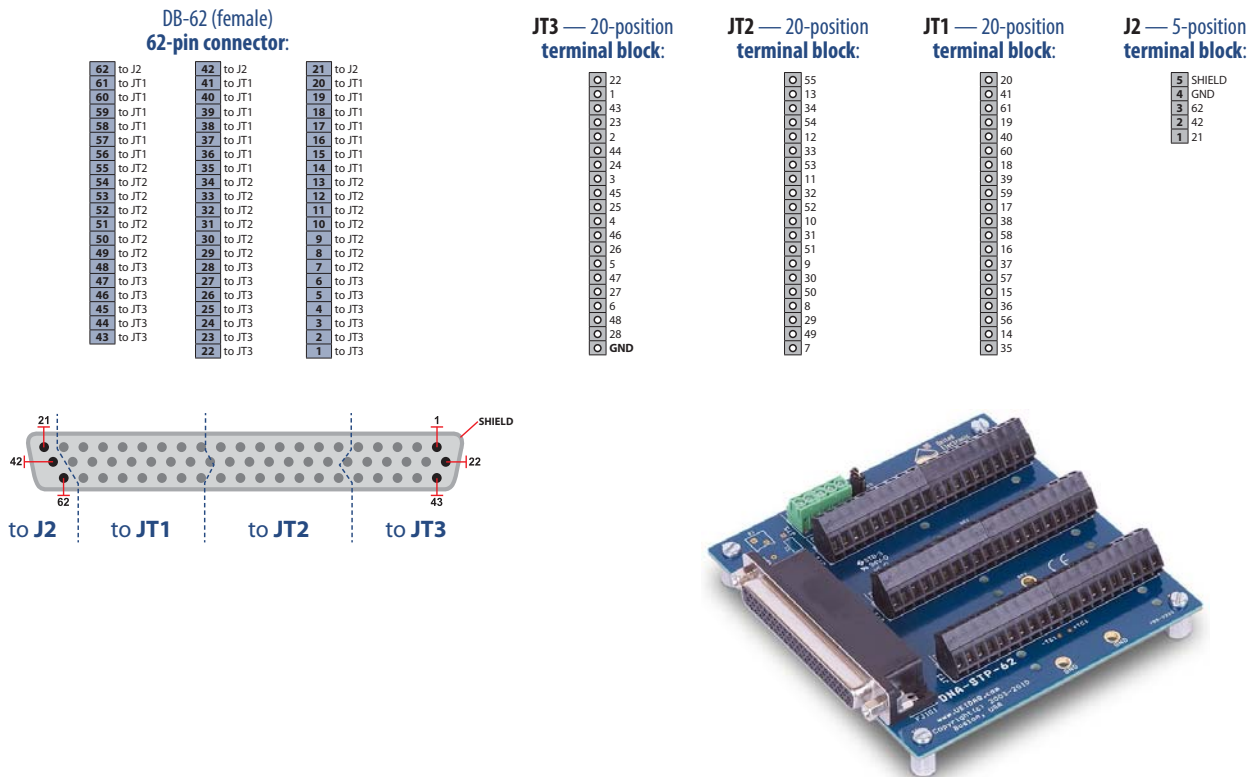 DB-62 (female)
62-pin connector:
62 to J2 42 to J2 21 to J2
61 to JT1 41 to JT1 20 to JT1
60 to JT1 40 to JT1 19 to JT1
59 to JT1 39 to JT1 18 to JT1
58 to JT1 38 to JT1 17 to JT1
57 to JT1 37 to JT1 16 to JT1
56 to JT1 36 to JT1 15 to JT1
55 to JT2 35 to JT1 14 to JT1
54 to JT2 34 to JT2 13 to JT2
53 to JT2 33 to JT2 12 to JT2
52 to JT2 32 to JT2 11 to JT2
51 to JT2 31 to JT2 10 to JT2
50 to JT2 30 to JT2 9 to JT2
49 to JT2 29 to JT2 8 to JT2
48 to JT3 28 to JT3 7 to JT2
47 to JT3 27 to JT3 6 to JT3
46 to JT3 26 to JT3 5 to JT3
45 to JT3 25 to JT3 4 to JT3
44 to JT3 24 to JT3 3 to JT3
43 to JT3 23 to JT3 2 to JT3
22 to JT3 1 to JT3
JT3 — 20-position
terminal block:
22
1
43
23
2
44
24
3
45
25
4
46
26
5
47
27
6
48
28
GND
JT2 — 20-position
terminal block:
55
13
34
54
12
33
53
11
32
52
10
31
51
9
30
50
8
29
49
7
JT1 — 20-position
terminal block:
20
41
61
19
40
60
18
39
59
17
38
58
16
37
57
15
36
56
14
35
J2 — 5-position
terminal block:
5 SHIELD
4 GND
3 62
2 42
1 21
21 1 SHIELD
42 22
62 43
to J2 to JT1 to JT2 to JT3
DNA-STP-62
www.UEIDAQ.com
Copyright(c) 2003-2010
Boston, USA
GND
GND